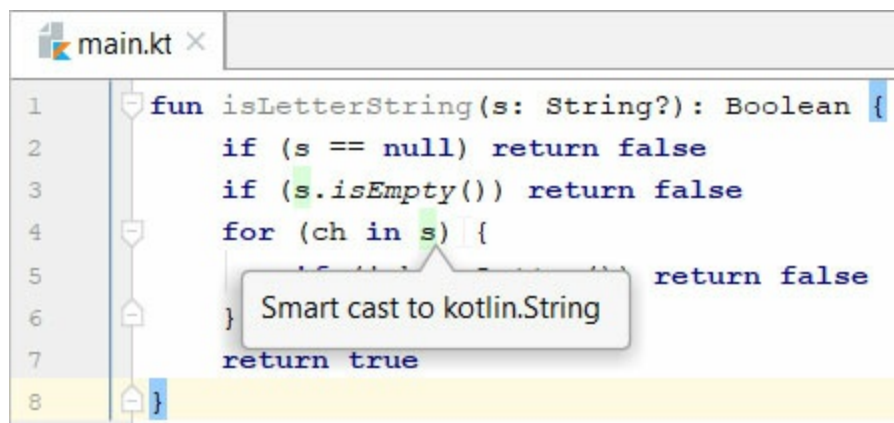 main.kt
1 fun isLetterString(s: String?): Boolean {
2 if (s == null) return false
3 if (s.isEmpty()) return false
4 for (ch in s) {
5 return false
Smart cast to kotlin.String
6 }
7 return true
8 }